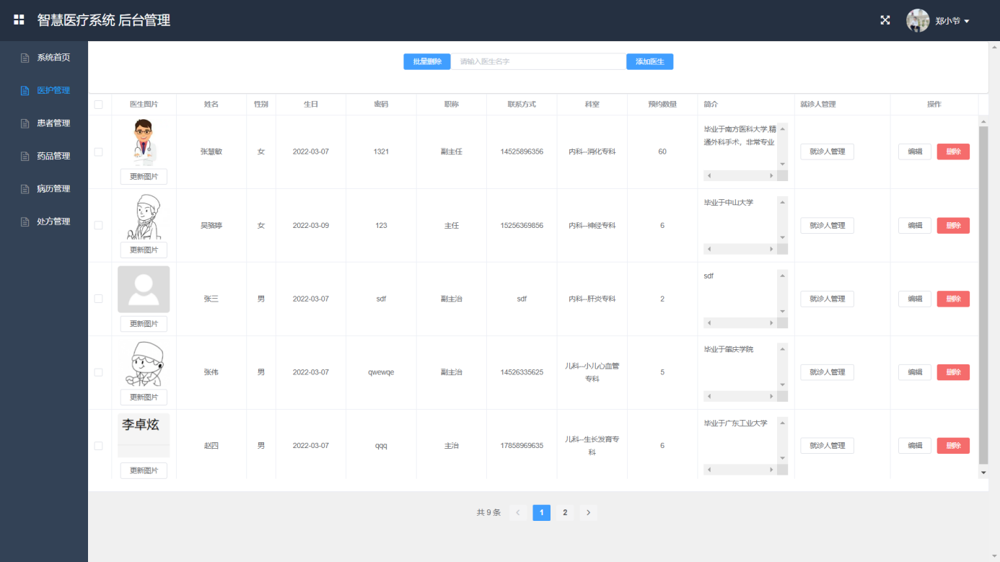 智慧医疗系统 后台管理
郑小爷
系统首页
医护管理
患者管理
药品管理
病历管理
处方管理
批量删除 请输入医生名字 添加医生
医生图片 姓名 性别 生日 密码 职称 联系方式 科室 预约数量 简介 就诊人管理 操作
更新图片 张慧敏 女 2022-03-07 1321 副主任 14525896356 内科--消化专科 60 毕业于南方医科大学,精
通外科手术，非常专业 就诊人管理 编辑 删除
更新图片 吴骆婷 女 2022-03-09 123 主任 15256369856 内科--神经专科 6 毕业于中山大学 就诊人管理 编辑 删除
更新图片 张三 男 2022-03-07 sdf 副主治 sdf 内科--肝炎专科 2 sdf 就诊人管理 编辑 删除
更新图片 张伟 男 2022-03-07 qwewqe 副主治 14526335625 儿科--小儿心血管
专科 5 毕业于肇庆学院 就诊人管理 编辑 删除
李卓炫
更新图片 赵四 男 2022-03-07 qqq 主治 17858969635 儿科--生长发育专
科 6 毕业于广东工业大学 就诊人管理 编辑 删除
共 9 条 1 2